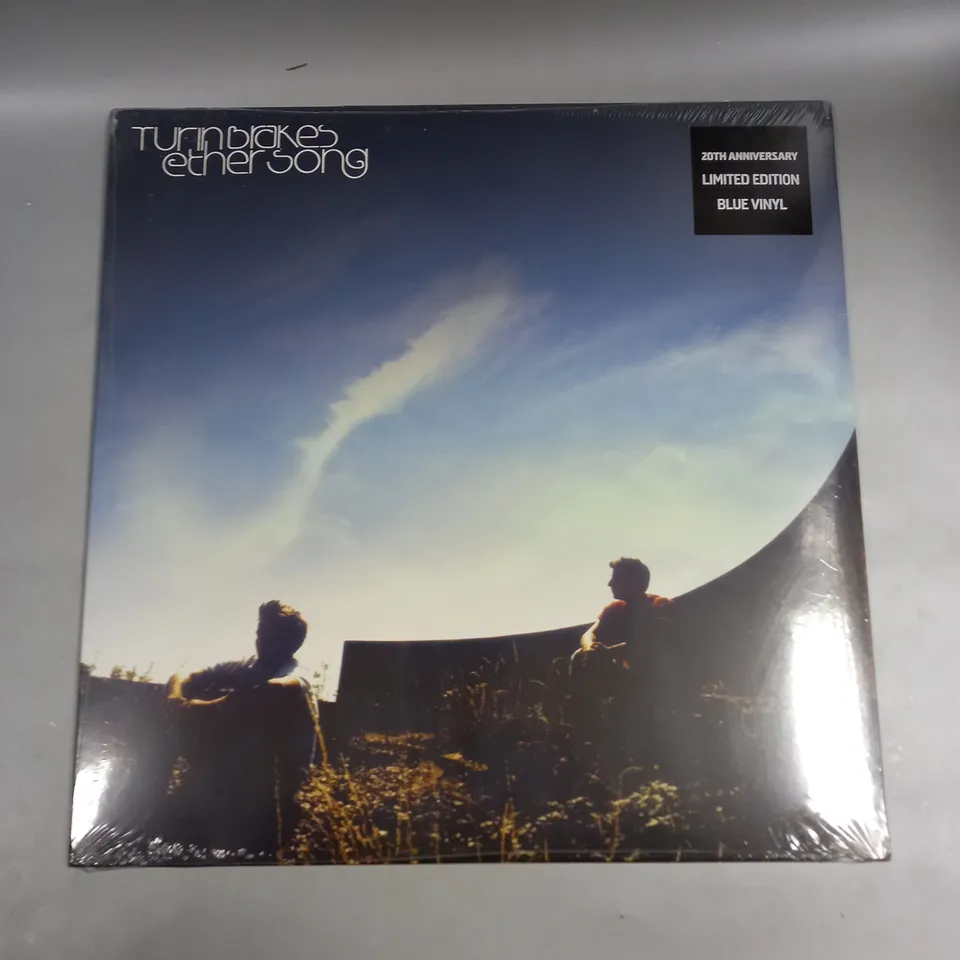 Turin Brakes
ether song
20TH ANNIVERSARY
LIMITED EDITION
BLUE VINYL